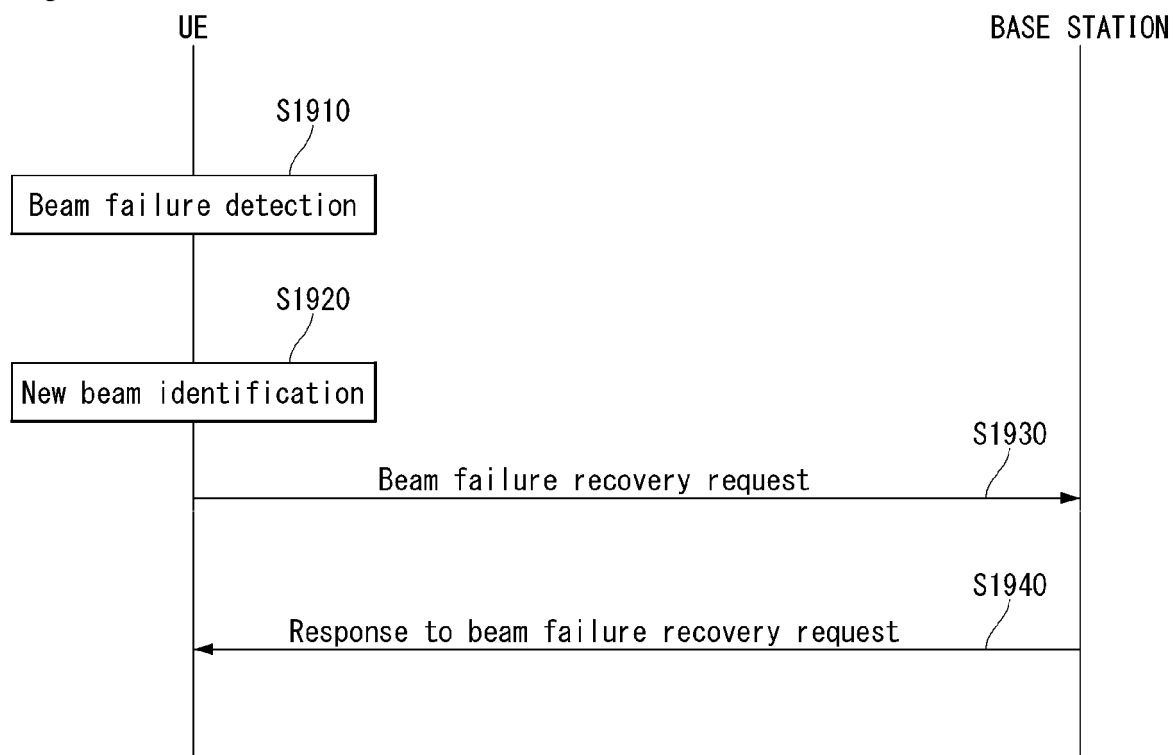 UE
BASE STATION
S1910
Beam failure detection
S1920
New beam identification
S1930
Beam failure recovery request
S1940
Response to beam failure recovery request